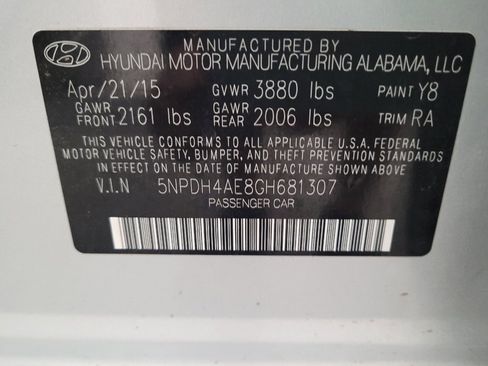 MANUFACTURED BY
HYUNDAI MOTOR MANUFACTURING ALABAMA, LLC
Apr/21/15 GVWR 3880 lbs PAINT Y8
GAWR FRONT 2161 lbs GAWR REAR 2006 lbs TRIM RA
THIS VEHICLE CONFORMS TO ALL APPLICABLE U.S.A. FEDERAL
MOTOR VEHICLE SAFETY, BUMPER, AND THEFT PREVENTION STANDARDS
IN EFFECT ON THE DATE OF MANUFACTURE SHOWN ABOVE.
V.I.N 5NPDH4AE8GH681307
PASSENGER CAR